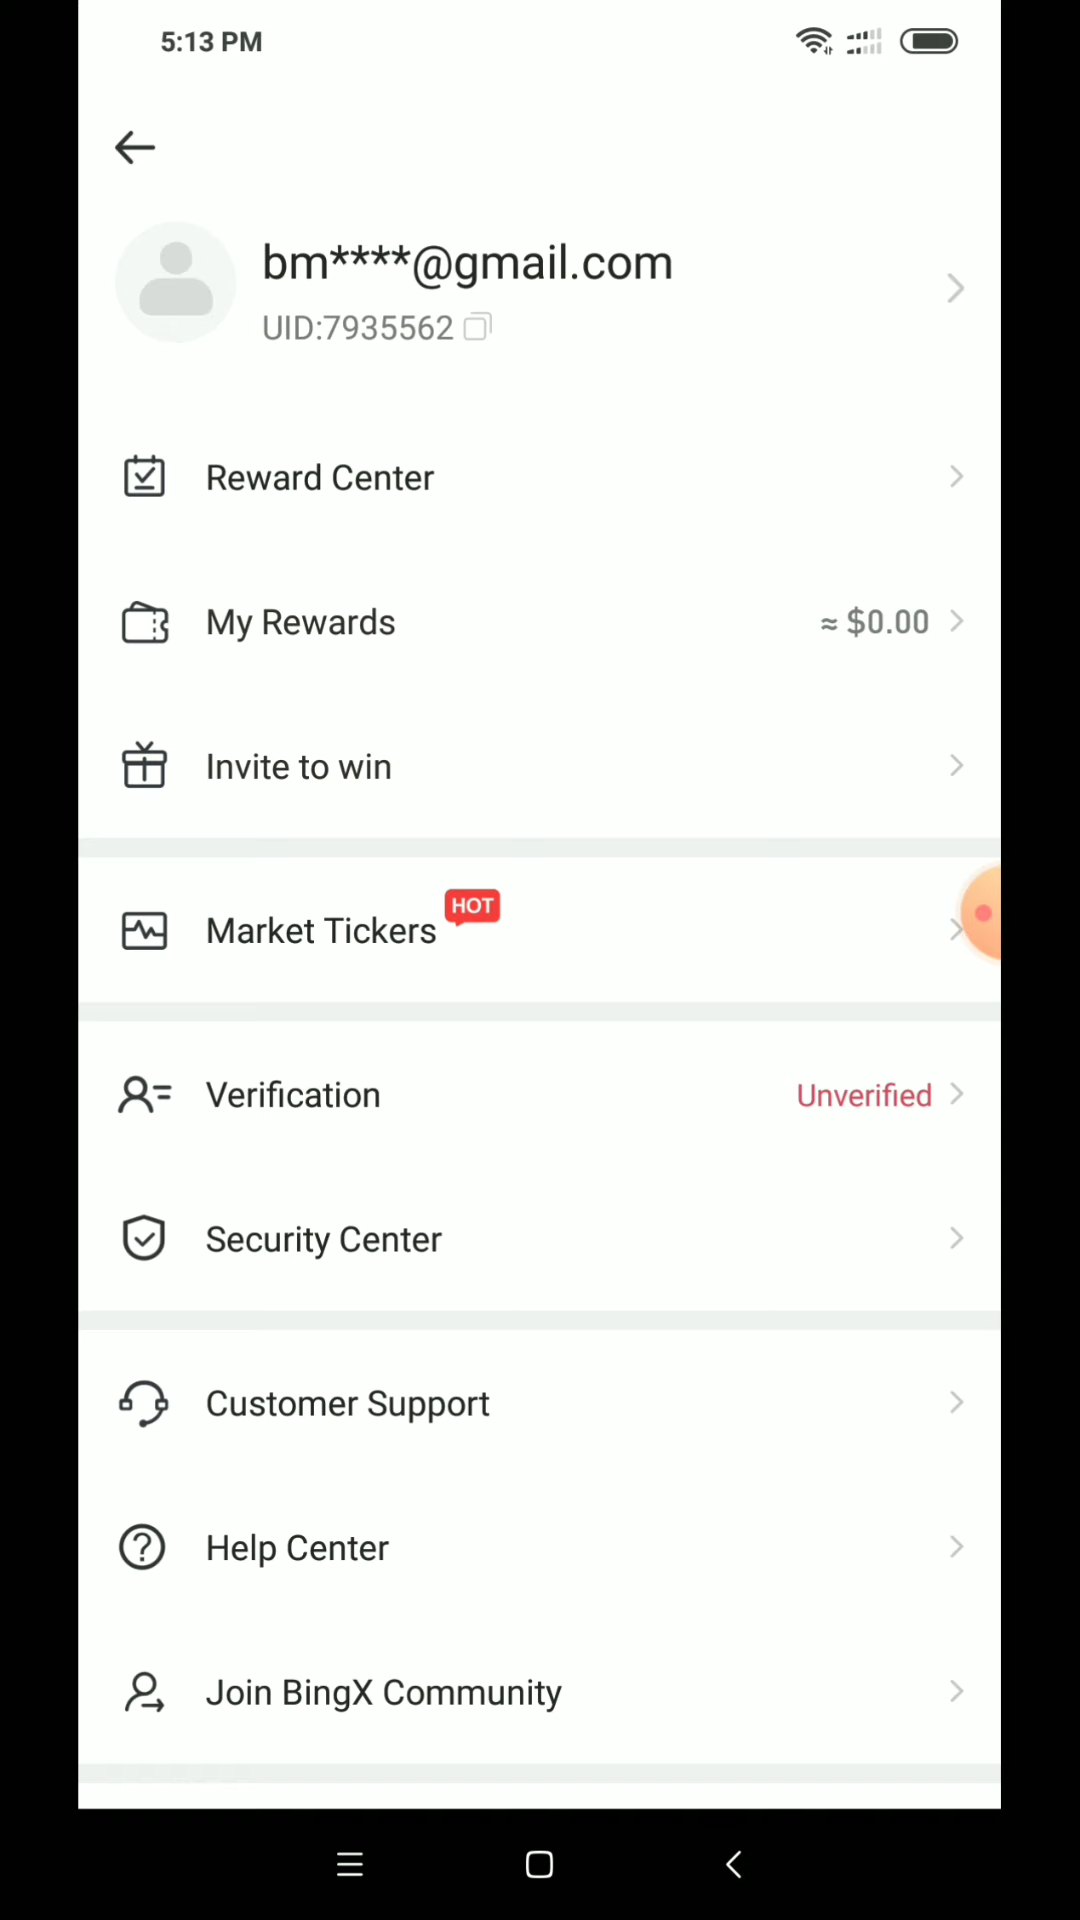 5:13 PM
bm****@gmail.com
UID:7935562
Reward Center
My Rewards ≈ $0.00
Invite to win
Market Tickers HOT
Verification Unverified
Security Center
Customer Support
Help Center
Join BingX Community